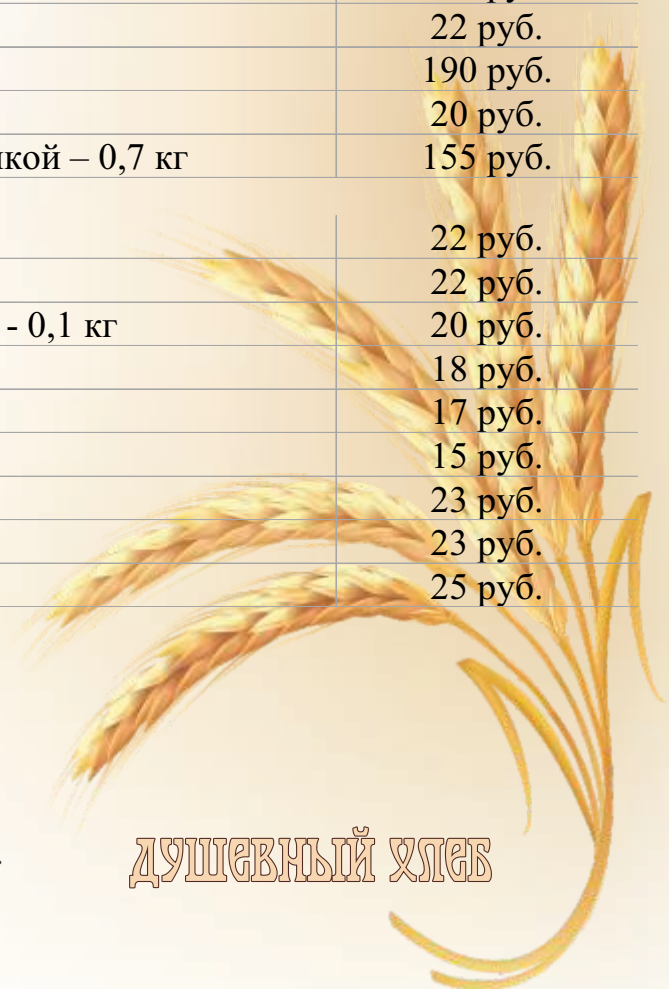 22 руб.
190 руб.
20 руб.
– 0,7 кг 155 руб.
22 руб.
22 руб.
- 0,1 кг 20 руб.
18 руб.
17 руб.
15 руб.
23 руб.
23 руб.
25 руб.
ДУШЕВНЫЙ ХЛЕБ